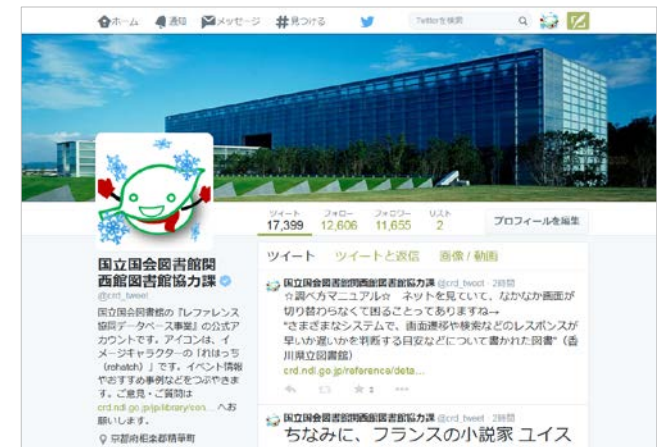 ホーム 通知 メッセージ #見つける Twitterを検索
ツイート フォロー フォロワー リスト
17,399 12,606 11,655 2 プロフィールを編集
国立国会図書館関
西館図書館協力課
@crd_tweet
国立国会図書館の『レファレンス
協同データベース事業』の公式ア
カウントです。アイコンは、イ
メージキャラクターの「れはっち
(rehatch)」です。イベント情報
やおすすめ事例などをつぶやきま
す。ご意見・ご質問は
crd.ndl.go.jp/jp/library/con... へお
願いします。
京都府相楽郡精華町
ツイート ツイートと返信 画像 / 動画
国立国会図書館関西館図書館協力課 @crd_tweet · 2時間
☆調べ方マニュアル☆ ネットを見ていて、なかなか画面が
切り替わらなくて困ることってありますね→
"さまざまなシステムで、画面遷移や検索などのレスポンスが
早いか遅いかを判断する目安などについて書かれた図書"（香
川県立図書館）
crd.ndl.go.jp/reference/deta...
国立国会図書館関西館図書館協力課 @crd_tweet · 2時間
ちなみに、フランスの小説家 ユイス